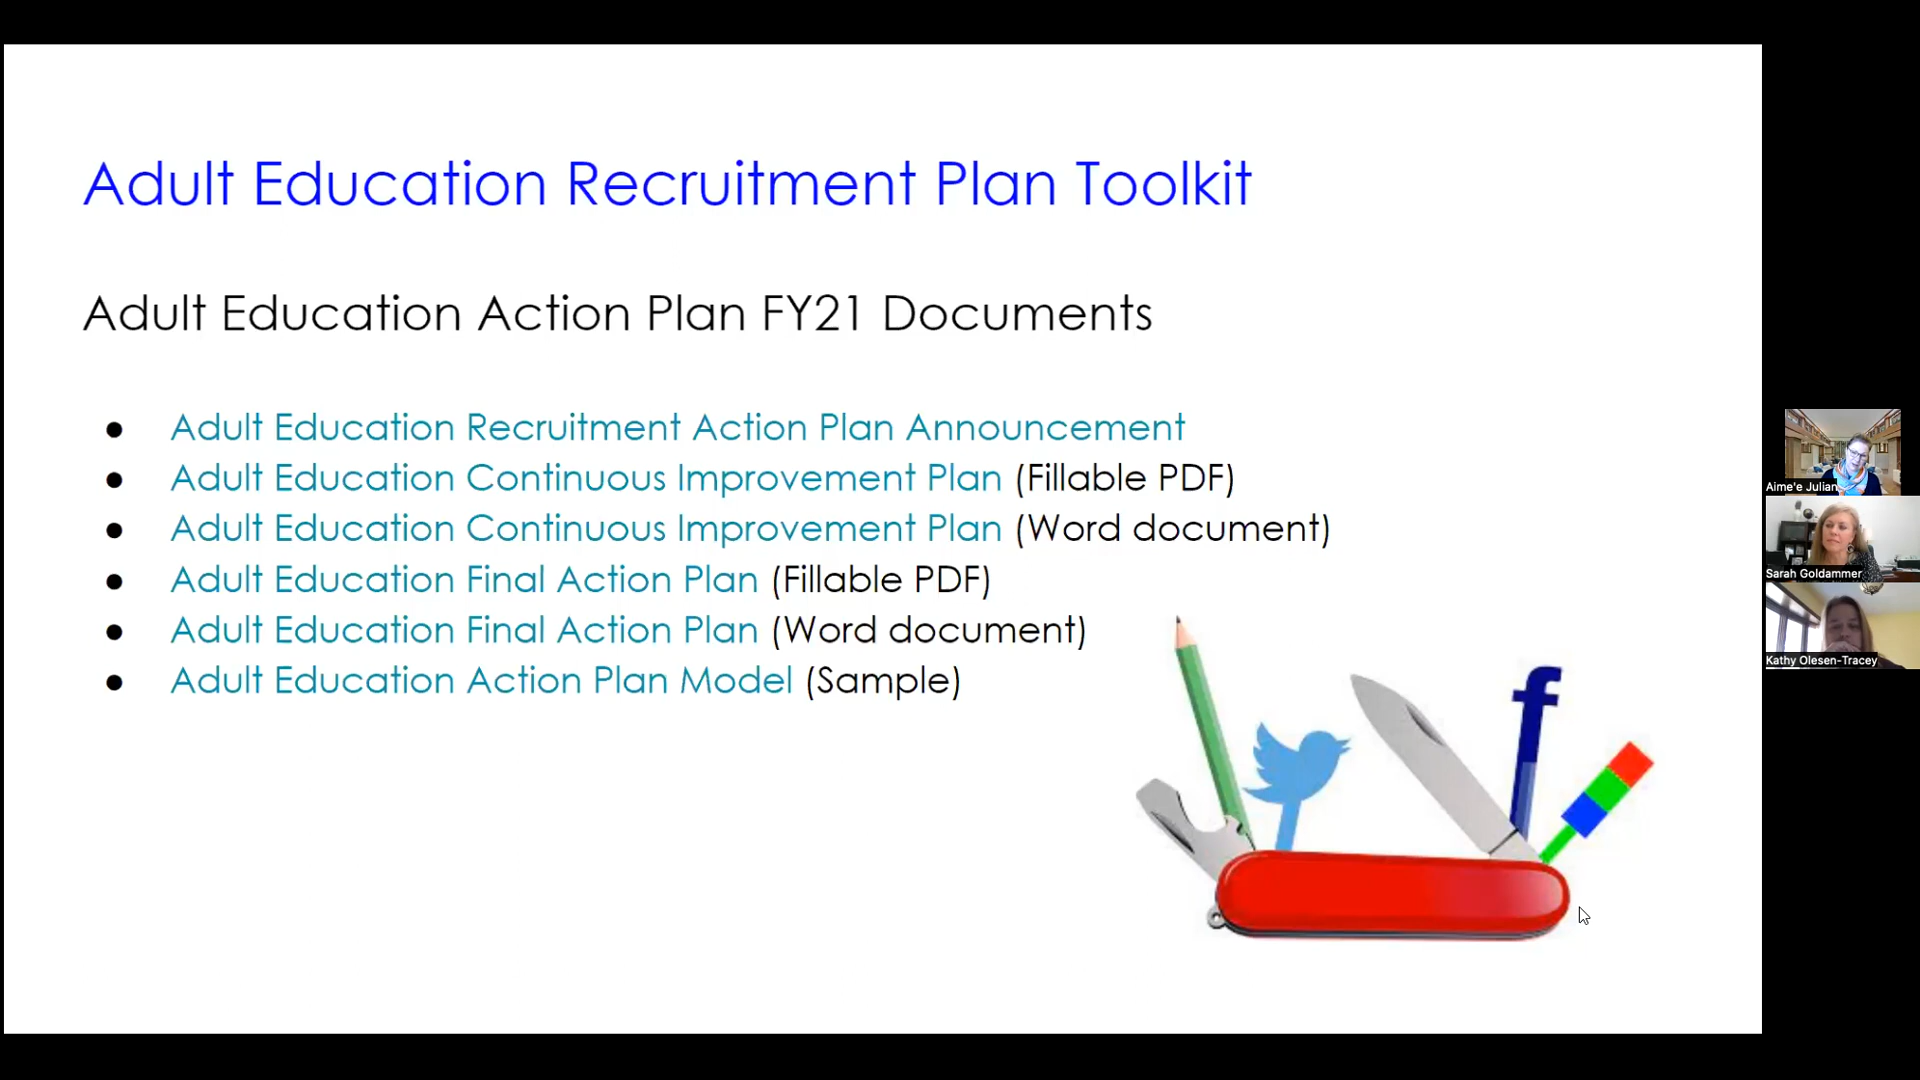 Adult Education Recruitment Plan Toolkit
Adult Education Action Plan FY21 Documents
● Adult Education Recruitment Action Plan Announcement
● Adult Education Continuous Improvement Plan (Fillable PDF)
● Adult Education Continuous Improvement Plan (Word document)
● Adult Education Final Action Plan (Fillable PDF)
● Adult Education Final Action Plan (Word document)
● Adult Education Action Plan Model (Sample)
f
Aime'e Julian
Sarah Goldammer
Kathy Olesen-Tracey